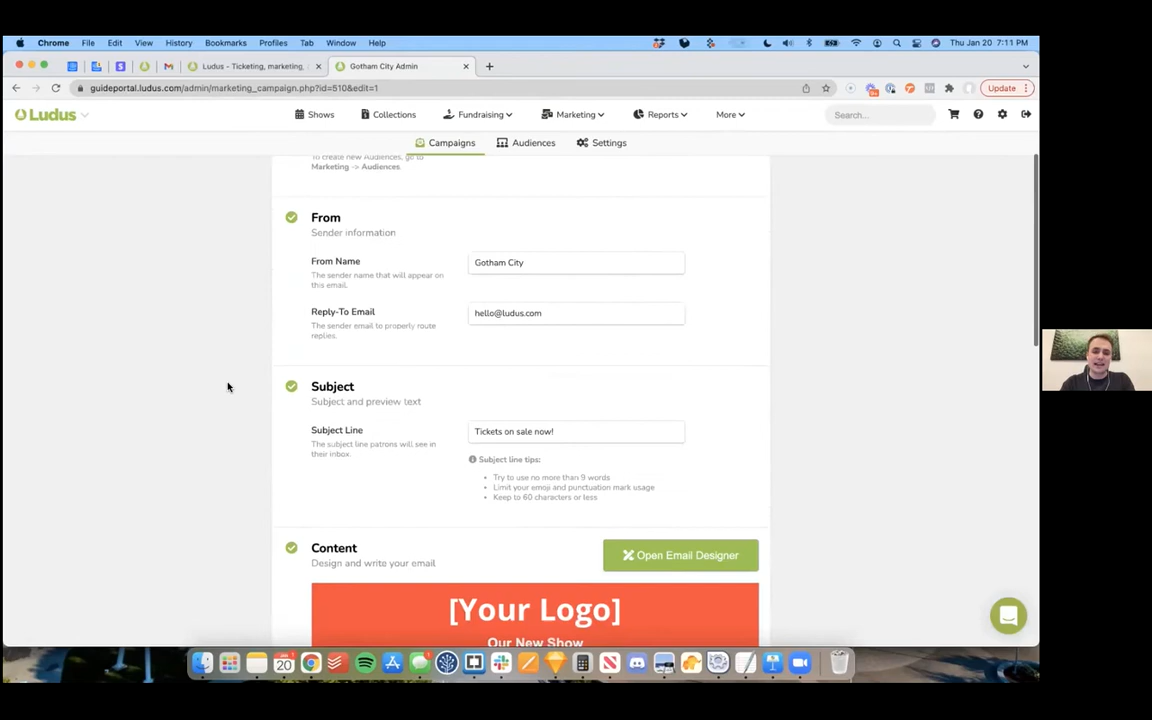 Chrome File Edit View History Bookmarks Profiles Tab Window Help Thu Jan 20 7:11 PM
Ludus - Ticketing, marketing, Gotham City Admin
guideportal.ludus.com/admin/marketing_campaign.php?id=510&edit=1 Update
Ludus Shows Collections Fundraising Marketing Reports More Search...
Campaigns Audiences Settings
To create new Audiences, go to
Marketing -> Audiences.
From
Sender information
From Name Gotham City
The sender name that will appear on
this email.
Reply-To Email hello@ludus.com
The sender email to properly route
replies.
Subject
Subject and preview text
Subject Line Tickets on sale now!
The subject line patrons will see in
their inbox.
Subject line tips:
Try to use no more than 9 words
Limit your emoji and punctuation mark usage
Keep to 60 characters or less
Content Open Email Designer
Design and write your email
[Your Logo]
Our New Show